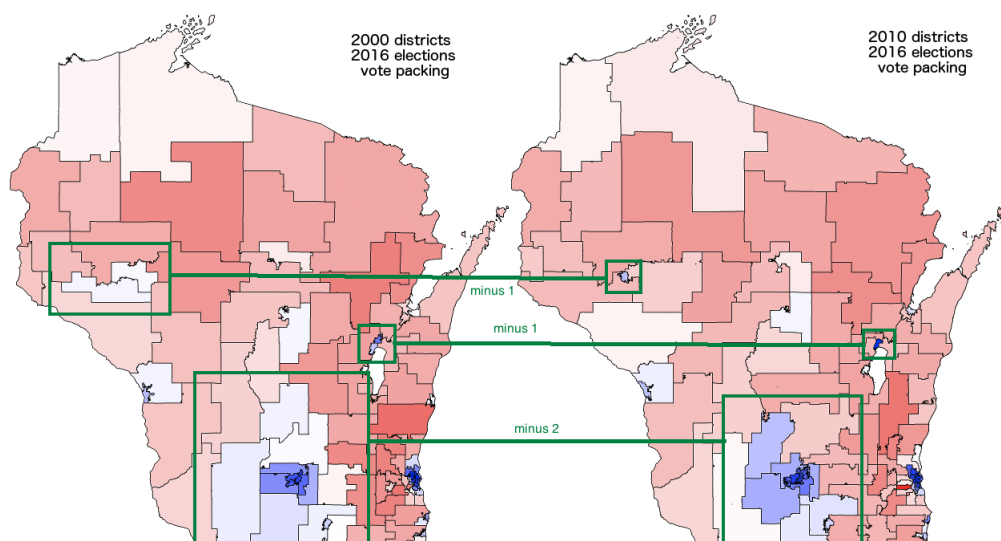 2000 districts
2016 elections
vote packing
2010 districts
2016 elections
vote packing
minus 1
minus 1
minus 2